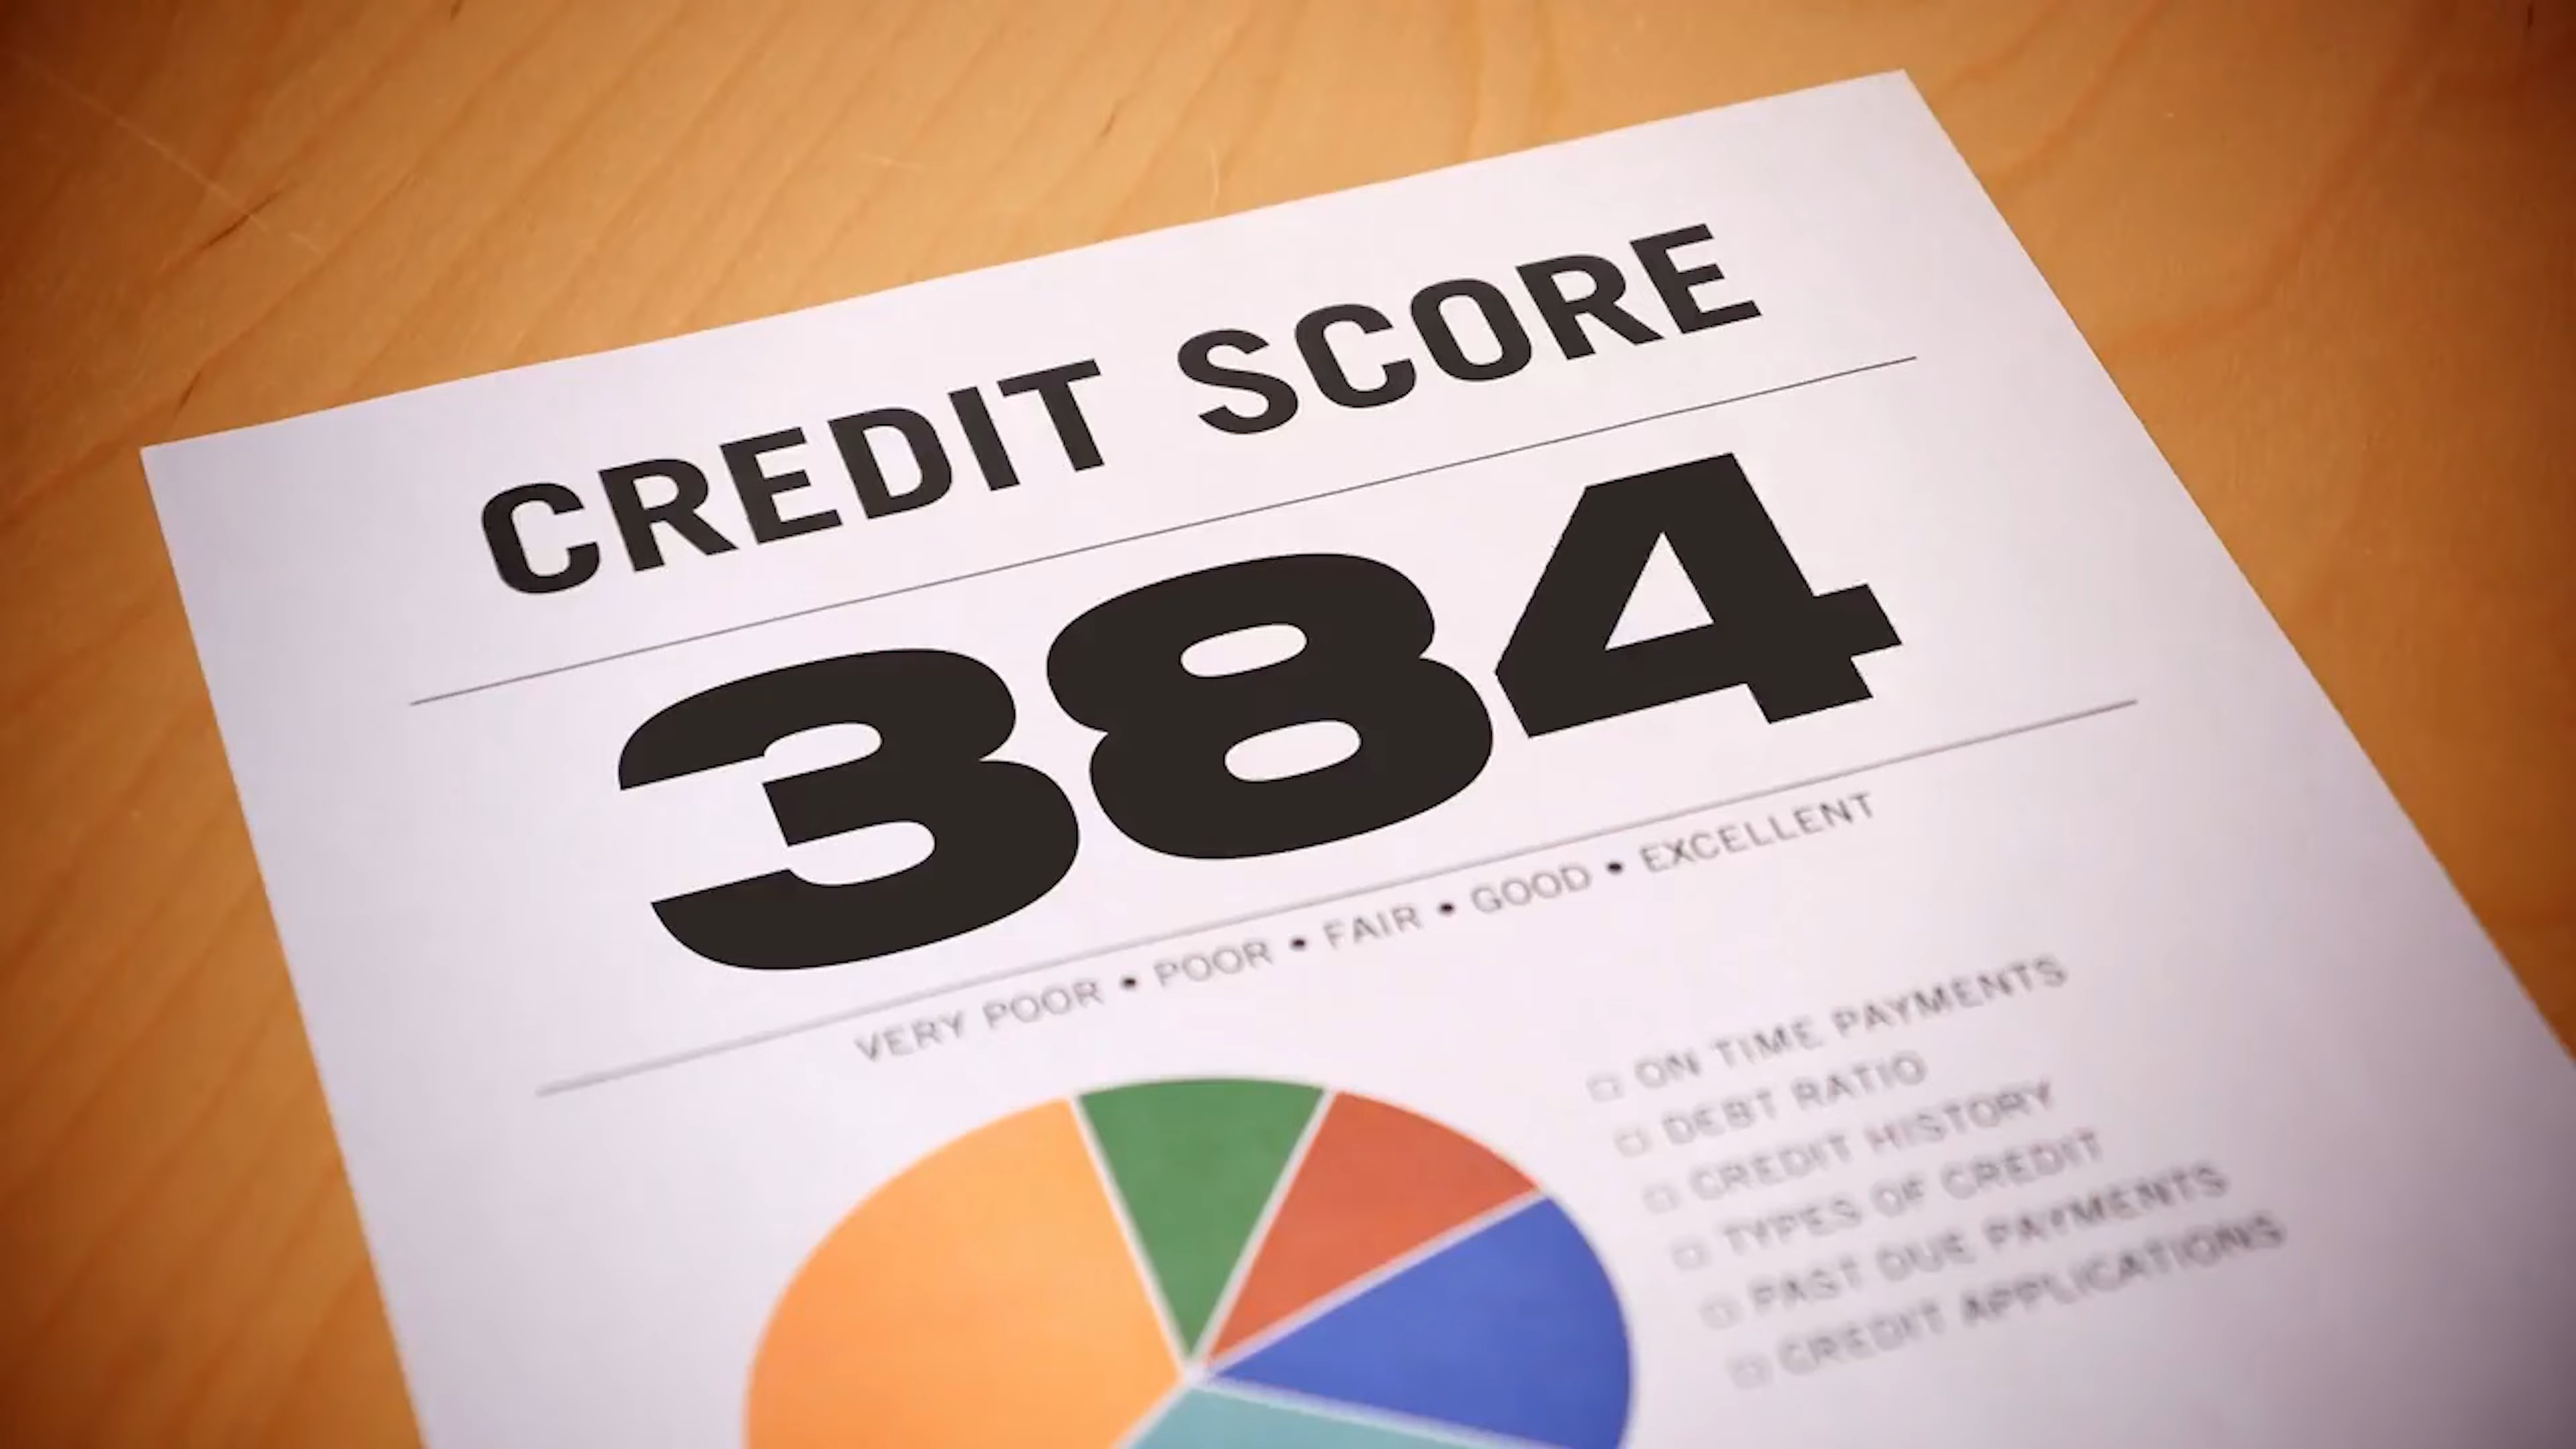 CREDIT SCORE
384
VERY POOR • POOR • FAIR • GOOD • EXCELLENT
ON TIME PAYMENTS
DEBT RATIO
CREDIT HISTORY
TYPES OF CREDIT
PAST DUE PAYMENTS
CREDIT APPLICATIONS